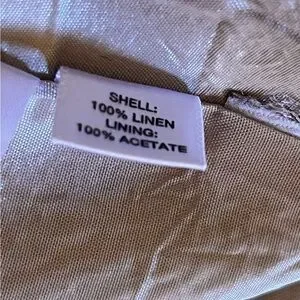 SHELL:
100% LINEN
LINING:
100% ACETATE